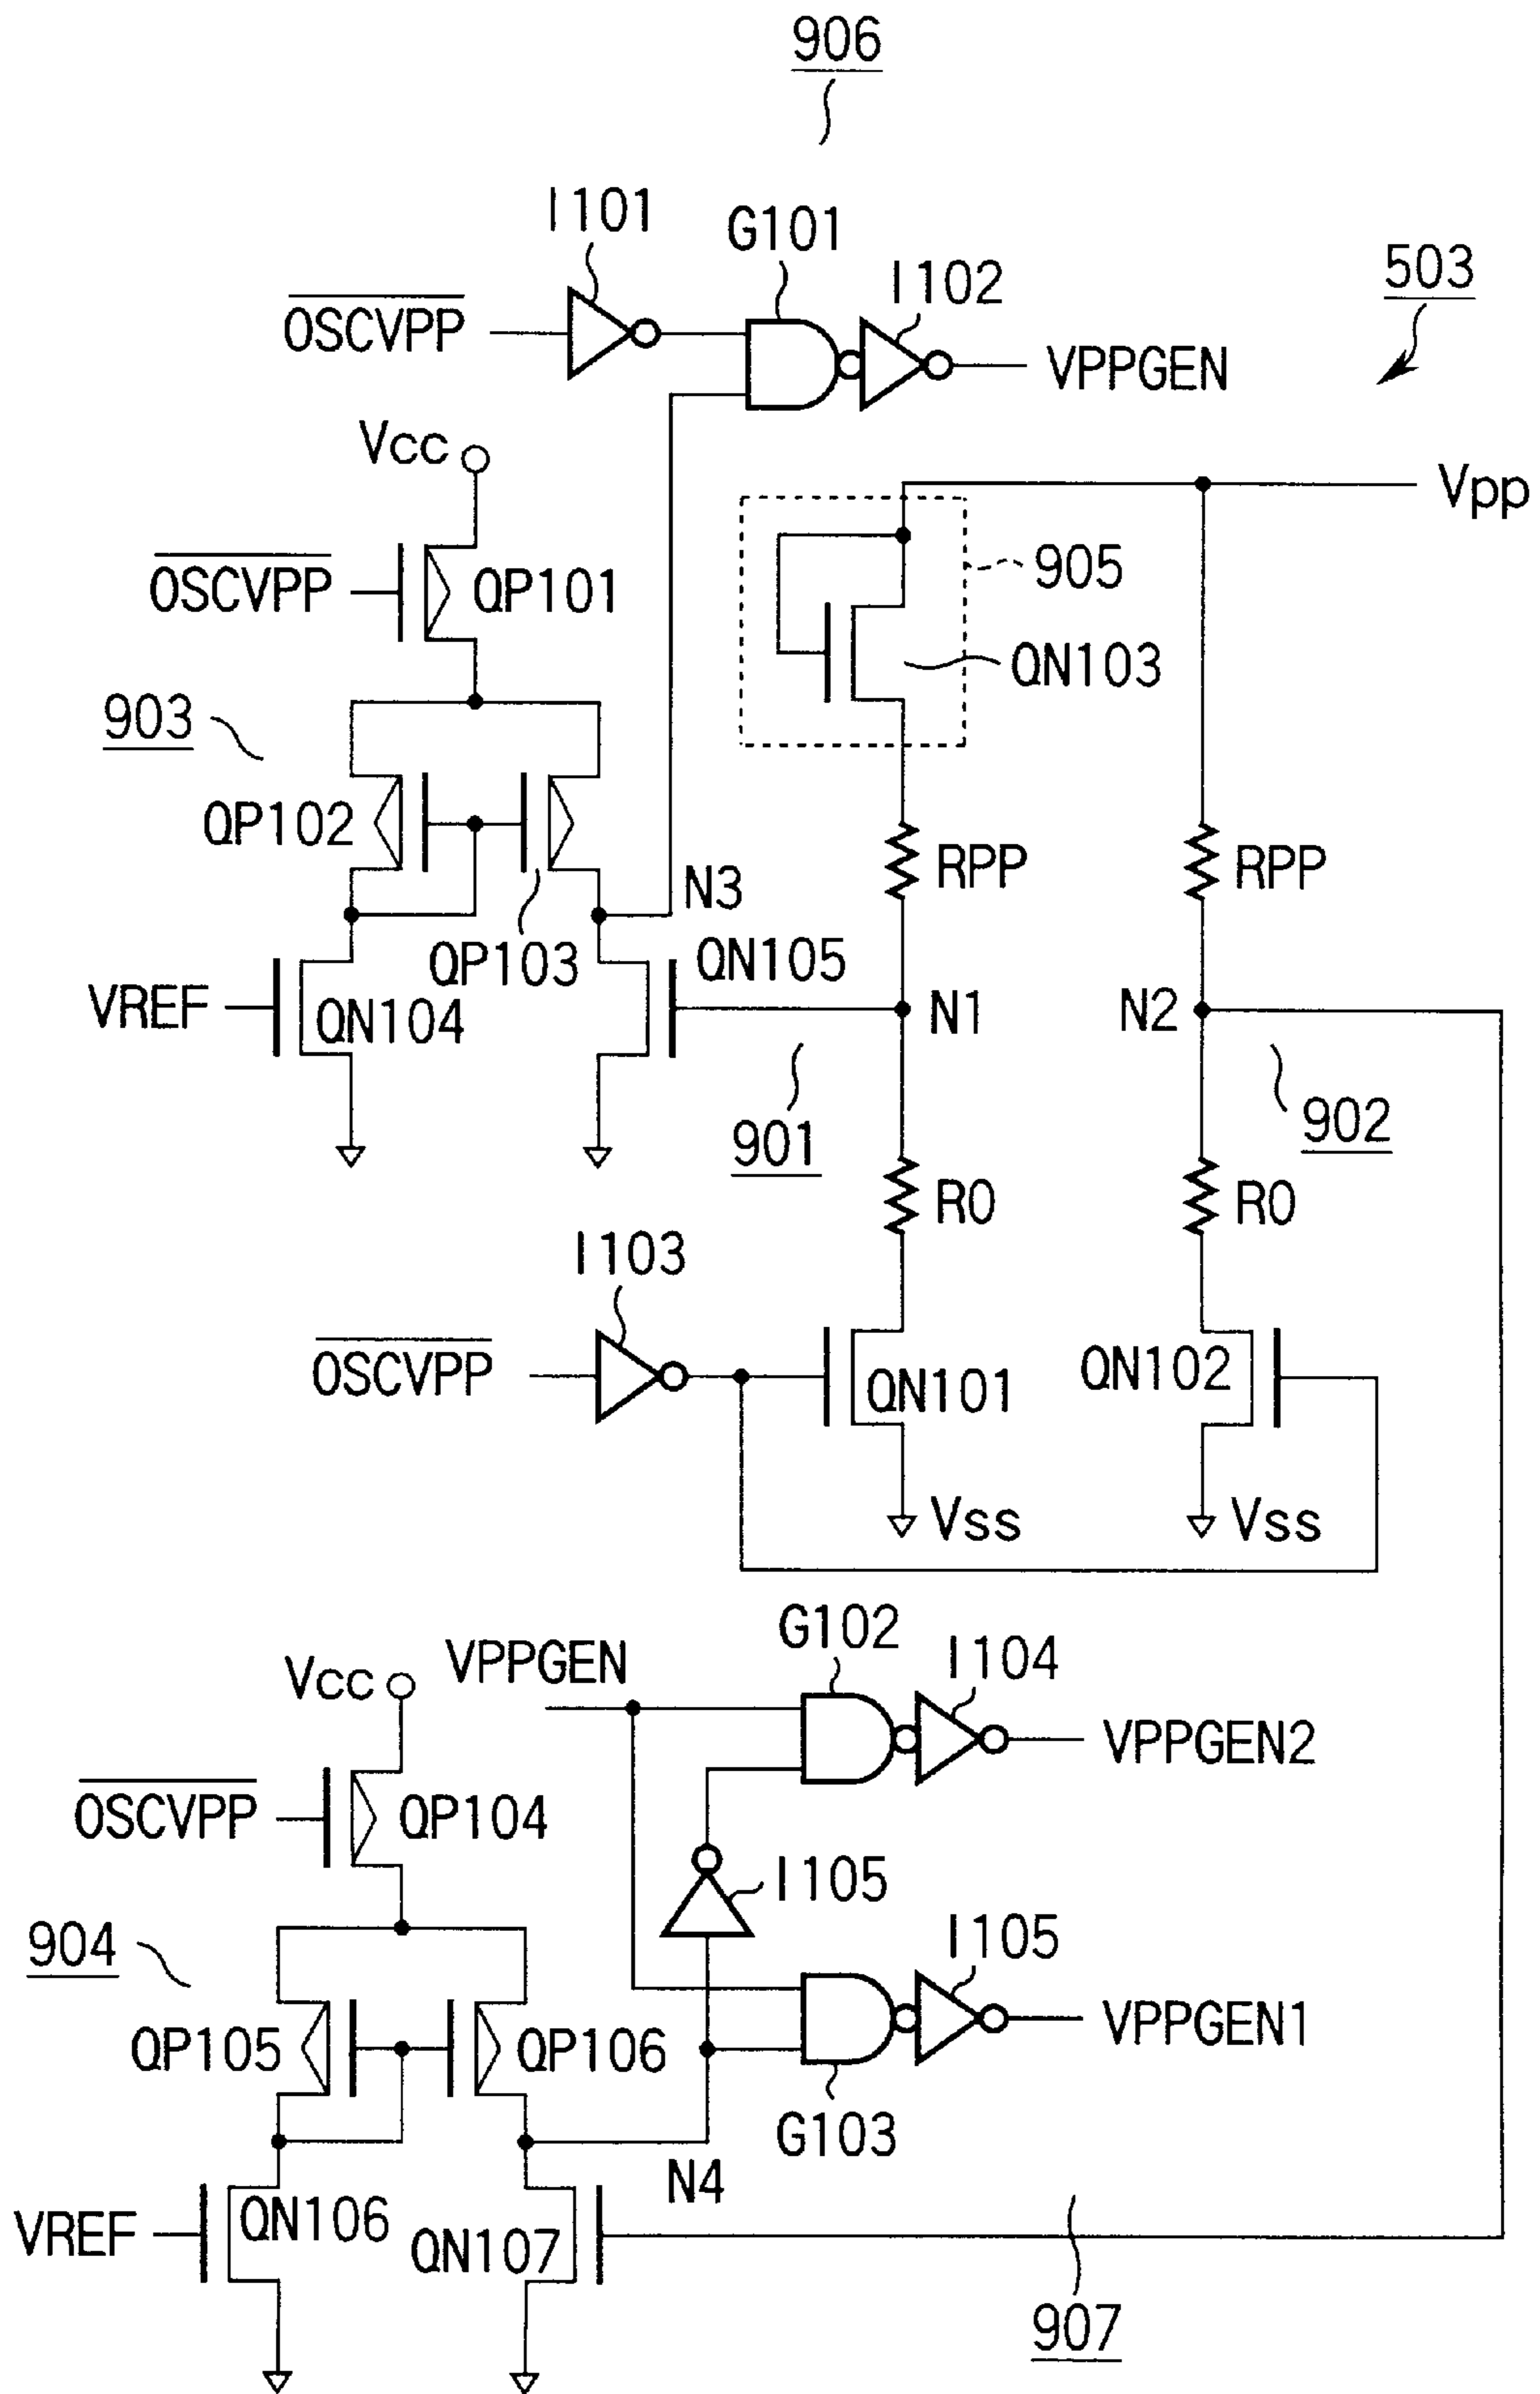 906
I101
G101
I102
503
OSCVPP
VPPGEN
Vcc
Vpp
OSCVPP
QP101
905
QN103
903
QP102
RPP
RPP
N3
QP103
QN105
VREF
QN104
N1
N2
901
902
R0
R0
I103
OSCVPP
QN101
QN102
Vss
Vss
G102
VPPGEN
I104
Vcc
VPPGEN2
OSCVPP
QP104
I105
904
I105
QP105
QP106
VPPGEN1
G103
N4
VREF
QN106
QN107
907